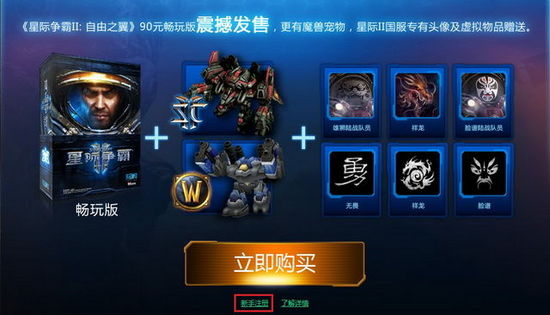 《星际争霸II: 自由之翼》90元畅玩版震撼发售，更有魔兽宠物，星际II国服专有头像及虚拟物品赠送。
星际争霸
II
W
畅玩版
雄狮陆战队员
祥龙
脸谱陆战队员
勇
无畏
祥龙
脸谱
立即购买
新手注册
了解详情